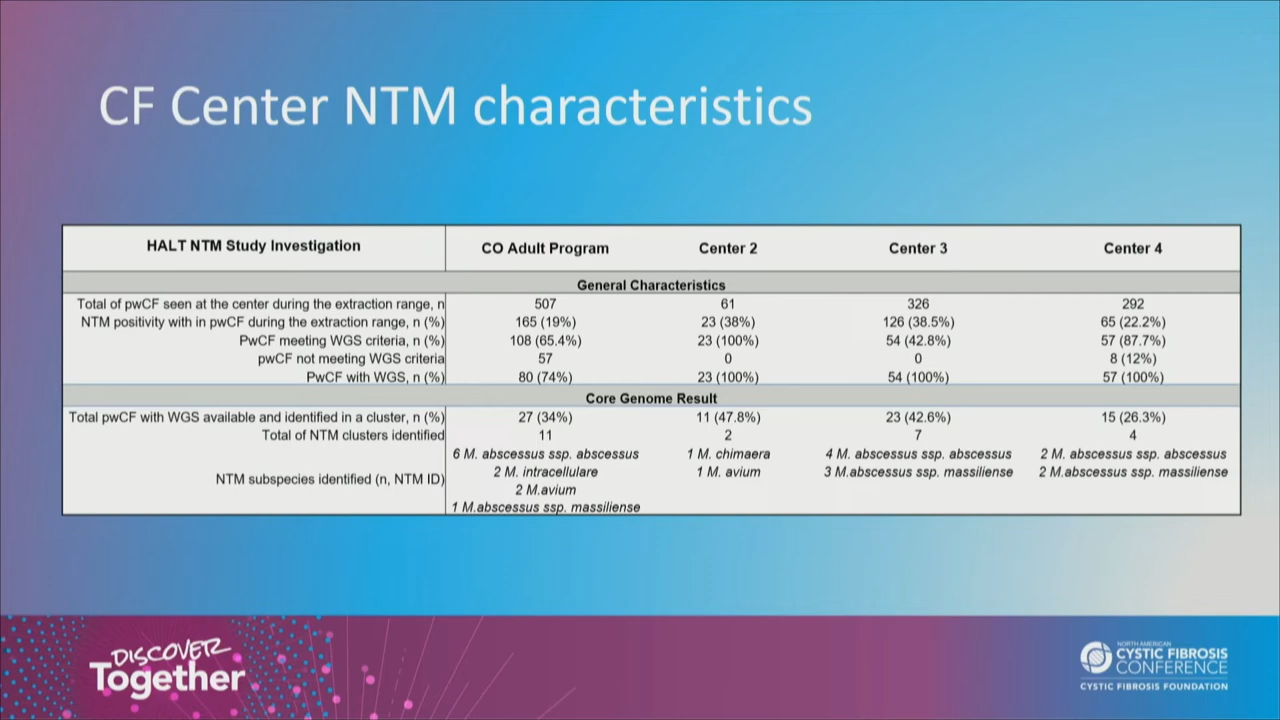 CF Center NTM characteristics
HALT NTM Study Investigation CO Adult Program Center 2 Center 3 Center 4
General Characteristics
Total of pwCF seen at the center during the extraction range, n 507 61 326 292
NTM positivity with in pwCF during the extraction range, n (%) 165 (19%) 23 (38%) 126 (38.5%) 65 (22.2%)
PwCF meeting WGS criteria, n (%) 108 (65.4%) 23 (100%) 54 (42.8%) 57 (87.7%)
pwCF not meeting WGS criteria 57 0 0 8 (12%)
PwCF with WGS, n (%) 80 (74%) 23 (100%) 54 (100%) 57 (100%)
Core Genome Result
Total pwCF with WGS available and identified in a cluster, n (%) 27 (34%) 11 (47.8%) 23 (42.6%) 15 (26.3%)
Total of NTM clusters identified 11 2 7 4
NTM subspecies identified (n, NTM ID) 6 M. abscessus ssp. abscessus 1 M. chimaera 4 M. abscessus ssp. abscessus 2 M. abscessus ssp. abscessus
2 M. intracellulare 1 M. avium 3 M.abscessus ssp. massiliense 2 M.abscessus ssp. massiliense
2 M.avium
1 M.abscessus ssp. massiliense
DISCOVER
Together
NORTH AMERICAN
CYSTIC FIBROSIS
CONFERENCE
CYSTIC FIBROSIS FOUNDATION